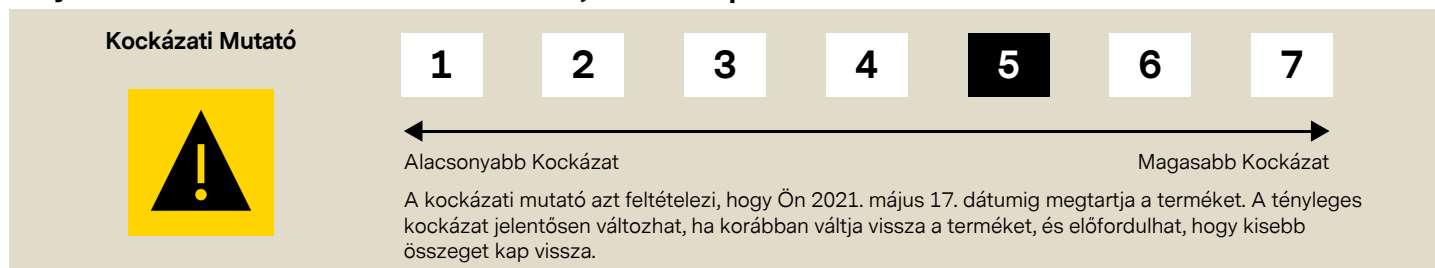 Kockázati Mutató
1 2 3 4 5 6 7
Alacsonyabb Kockázat Magasabb Kockázat
A kockázati mutató azt feltételezi, hogy Ön 2021. május 17. dátumig megtartja a terméket. A tényleges
kockázat jelentősen változhat, ha korábban váltja vissza a terméket, és előfordulhat, hogy kisebb
összeget kap vissza.